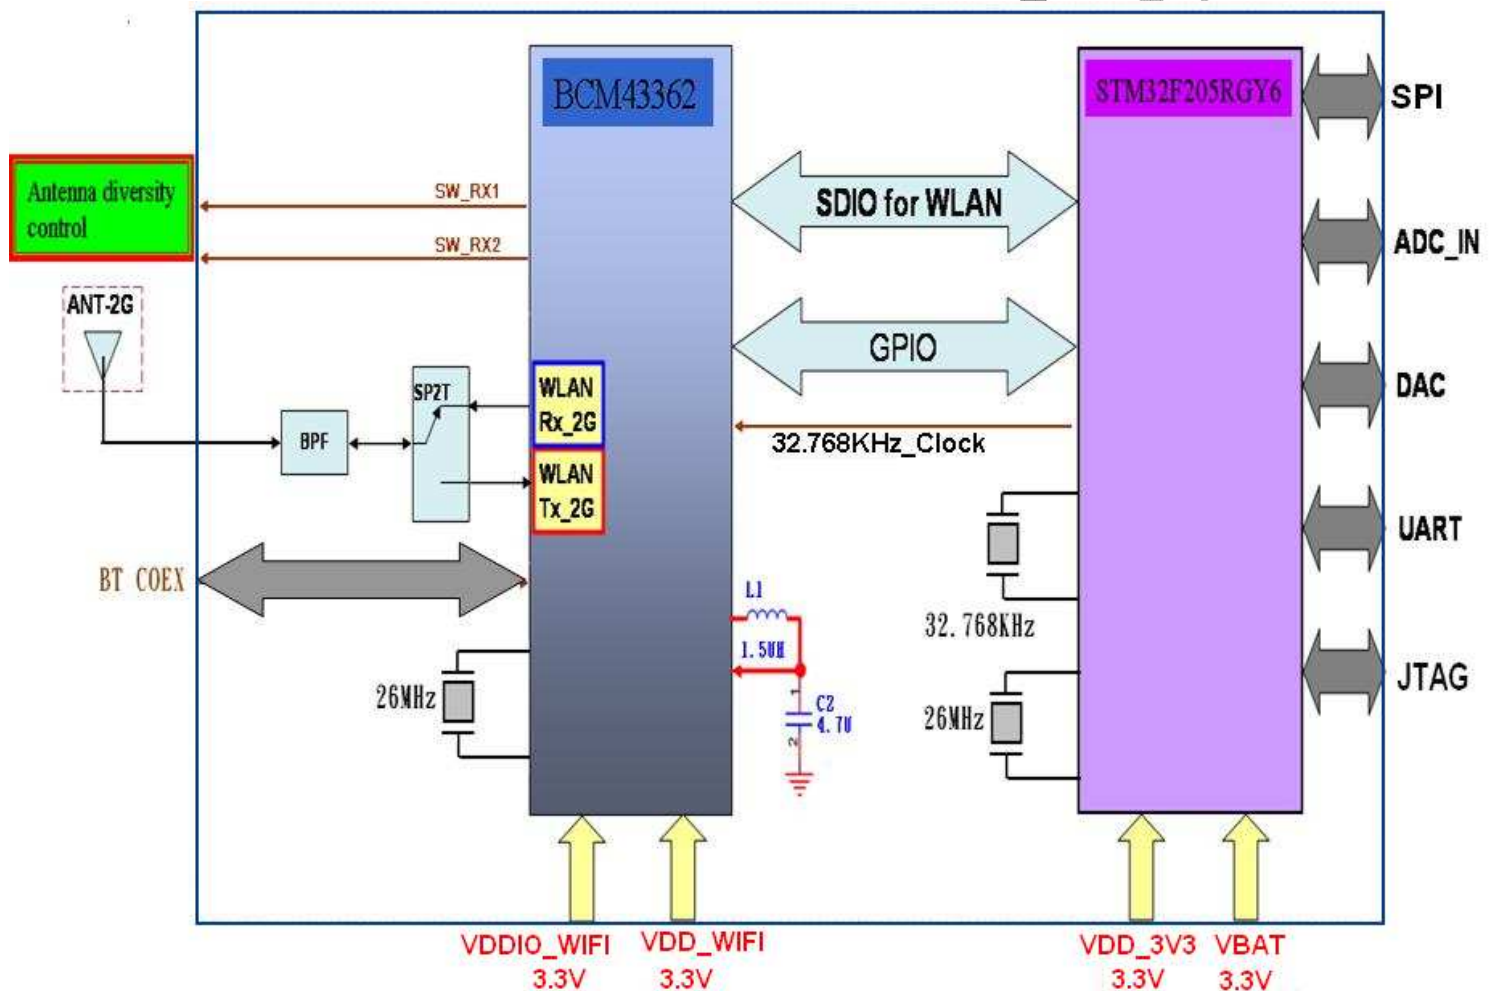 BCM43362
STM32F205RGY6
SPI
Antenna diversity
control
SW_RX1
SW_RX2
SDIO for WLAN
ADC_IN
ANT-2G
GPIO
DAC
SP2T
WLAN
Rx_2G
BPF
32.768KHz_Clock
WLAN
Tx_2G
UART
BT COEX
L1
1.5UH
32.768KHz
JTAG
26MHz
1
C2
4.7U
2
26MHz
VDDIO_WIFI
3.3V
VDD_WIFI
3.3V
VDD_3V3
3.3V
VBAT
3.3V